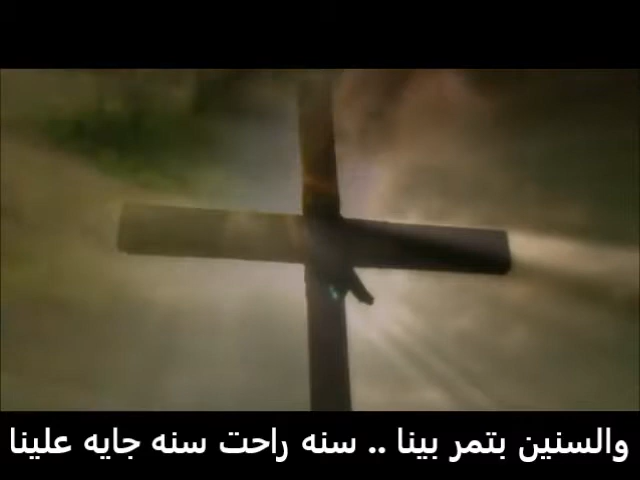 والسنين بتمر بينا .. سنه راحت سنه جايه علينا